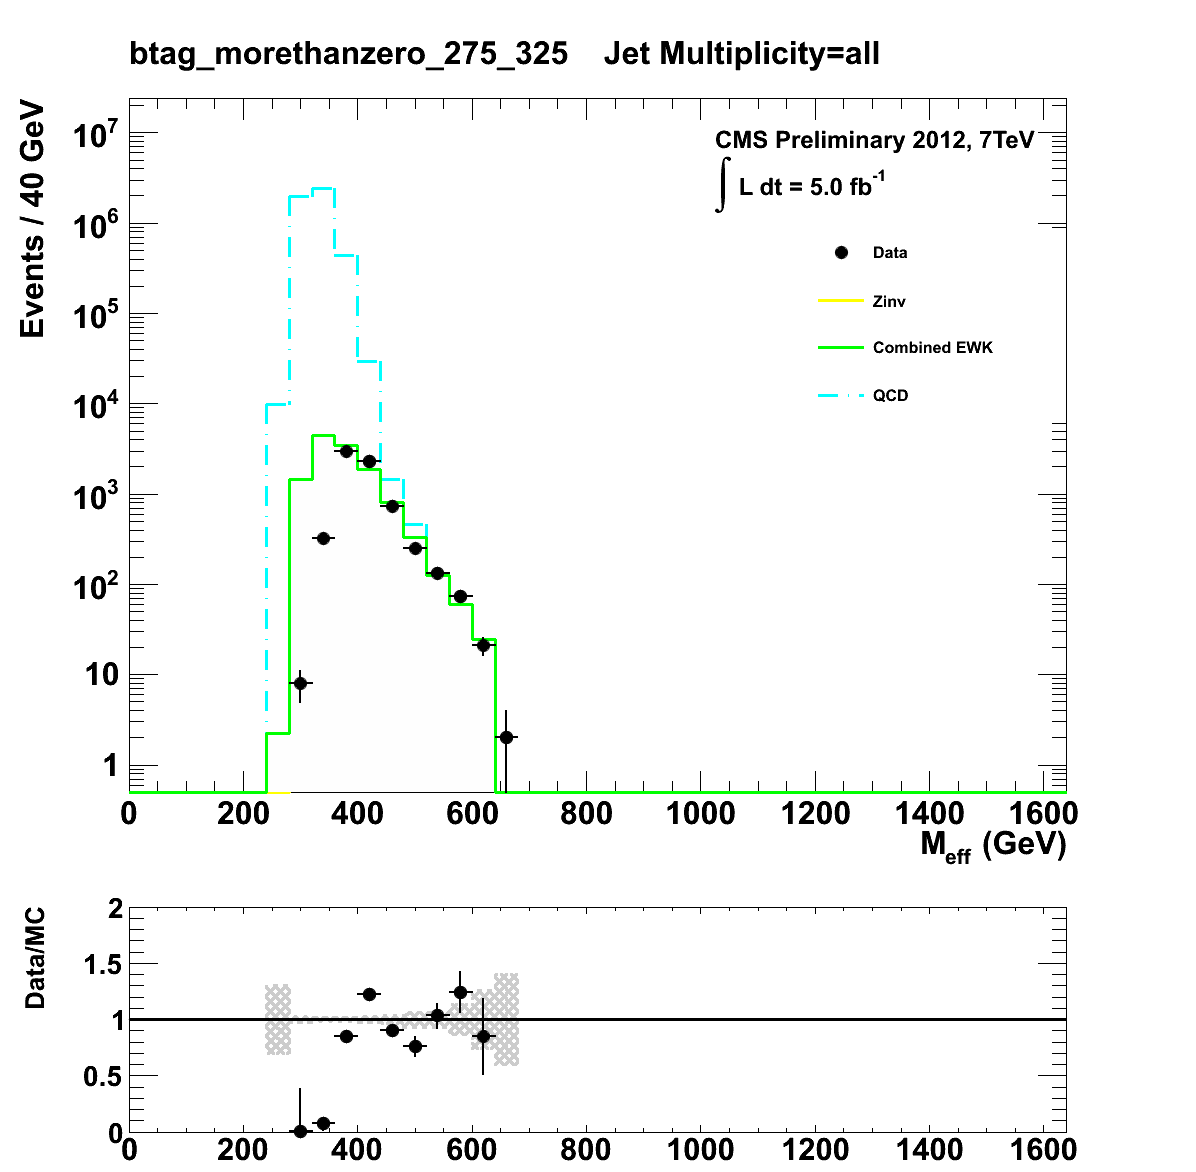 btag_morethanzero_275_325 Jet Multiplicity=all
Events / 40 GeV
10^7
10^6
10^5
10^4
10^3
10^2
10
1
CMS Preliminary 2012, 7TeV
∫ L dt = 5.0 fb^-1
Data
Zinv
Combined EWK
QCD
0 200 400 600 800 1000 1200 1400 1600
M_eff (GeV)
Data/MC
2
1.5
1
0.5
0
0 200 400 600 800 1000 1200 1400 1600